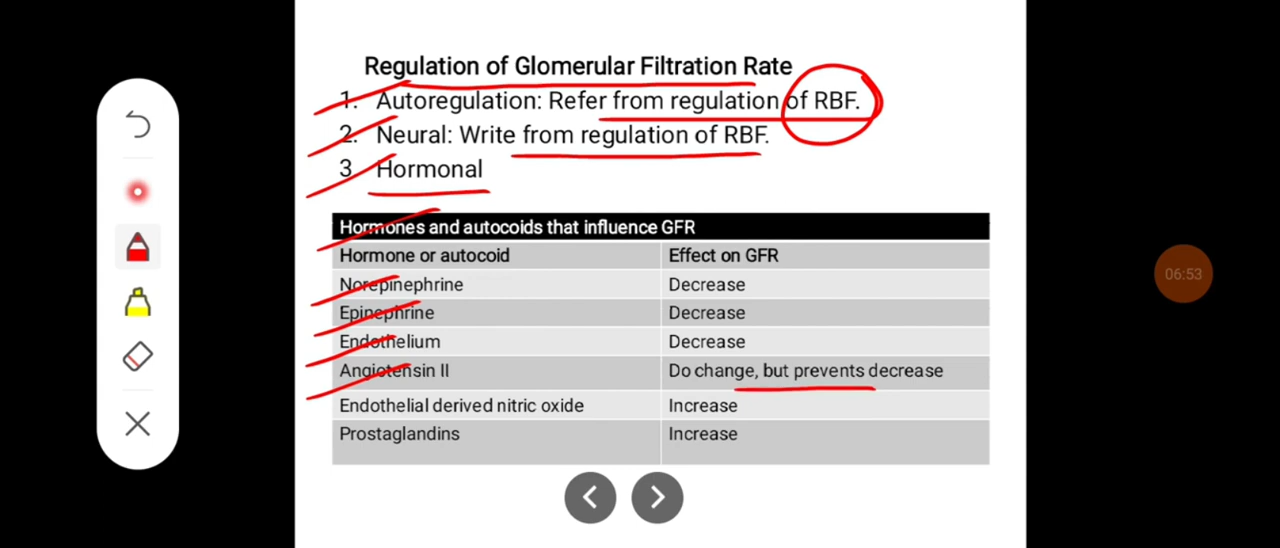 Regulation of Glomerular Filtration Rate
1. Autoregulation: Refer from regulation of RBF.
2. Neural: Write from regulation of RBF.
3 Hormonal
Hormones and autocoids that influence GFR
Hormone or autocoid Effect on GFR
Norepinephrine Decrease
Epinephrine Decrease
Endothelium Decrease
Angiotensin II Do change, but prevents decrease
Endothelial derived nitric oxide Increase
Prostaglandins Increase
06:53